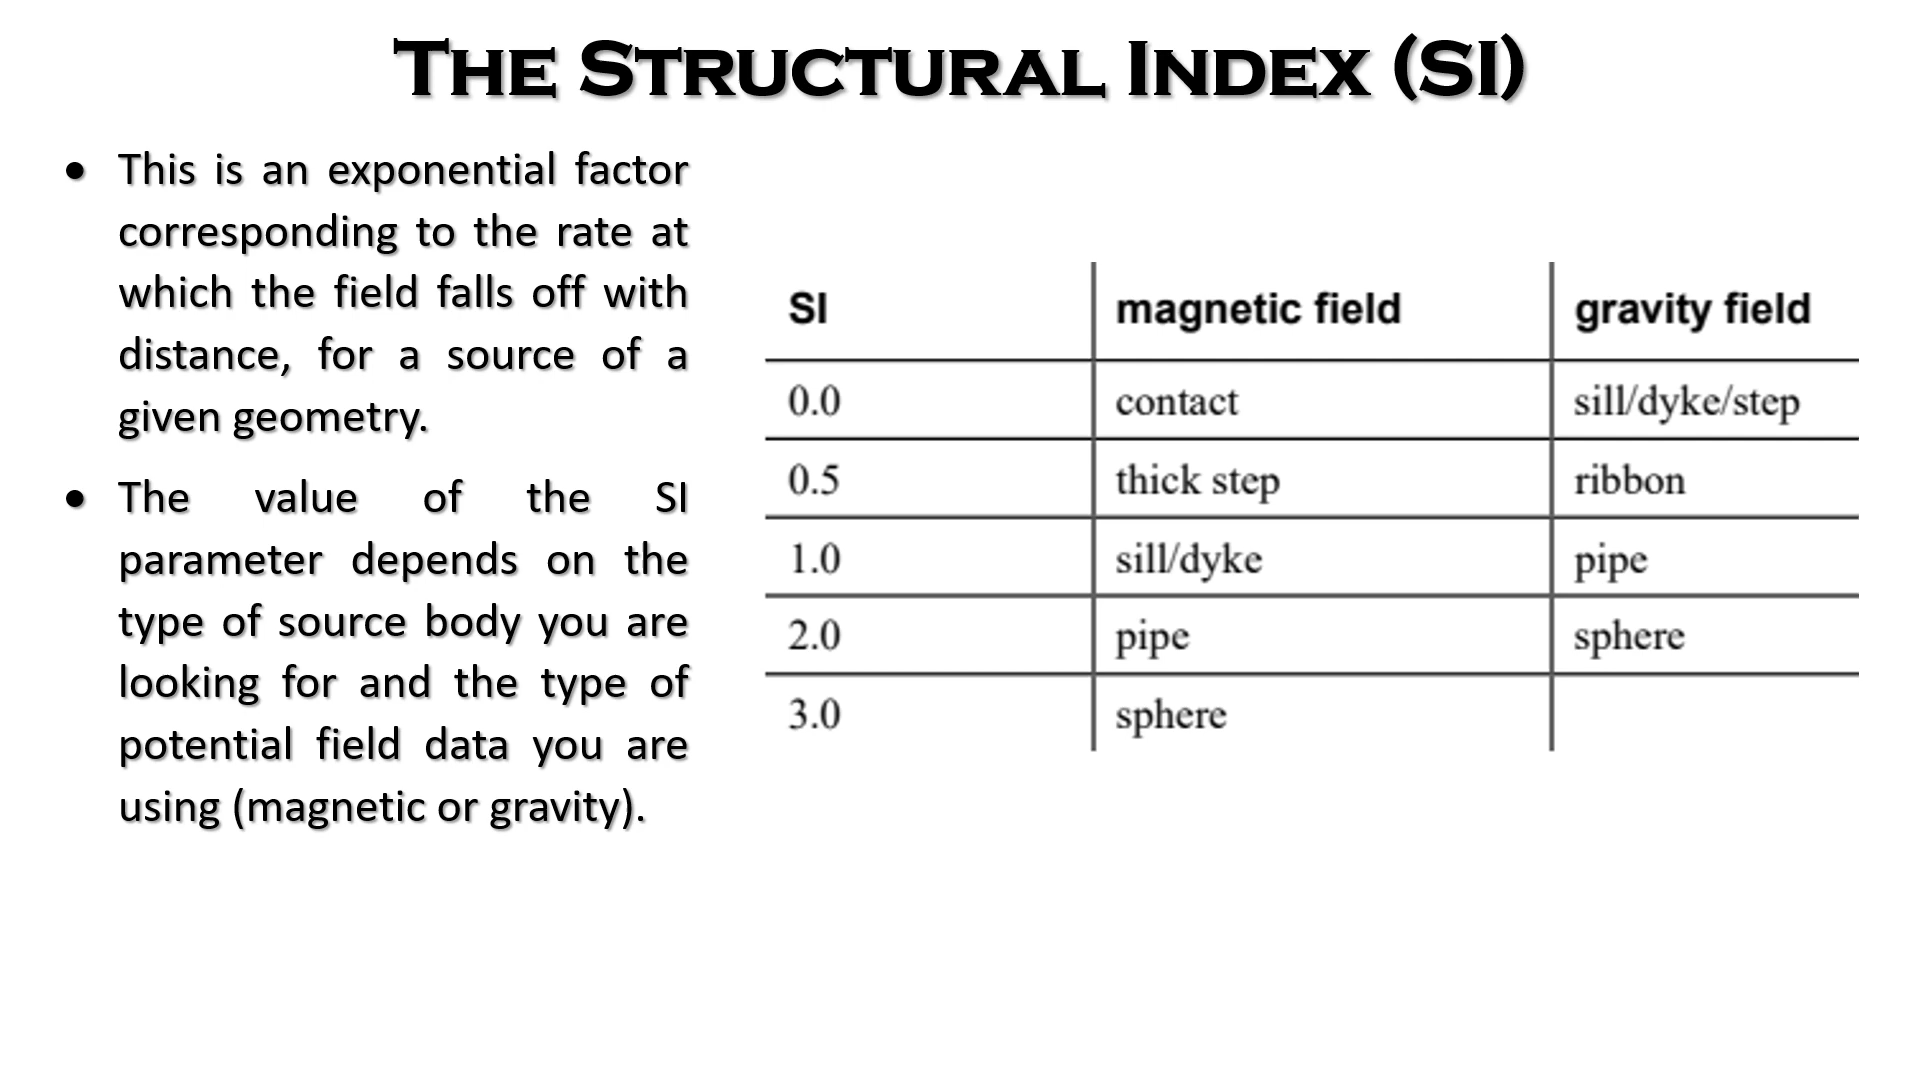 THE STRUCTURAL INDEX (SI)
• This is an exponential factor
corresponding to the rate at
which the field falls off with
distance, for a source of a
given geometry.
• The value of the SI
parameter depends on the
type of source body you are
looking for and the type of
potential field data you are
using (magnetic or gravity).
SI magnetic field gravity field
0.0 contact sill/dyke/step
0.5 thick step ribbon
1.0 sill/dyke pipe
2.0 pipe sphere
3.0 sphere